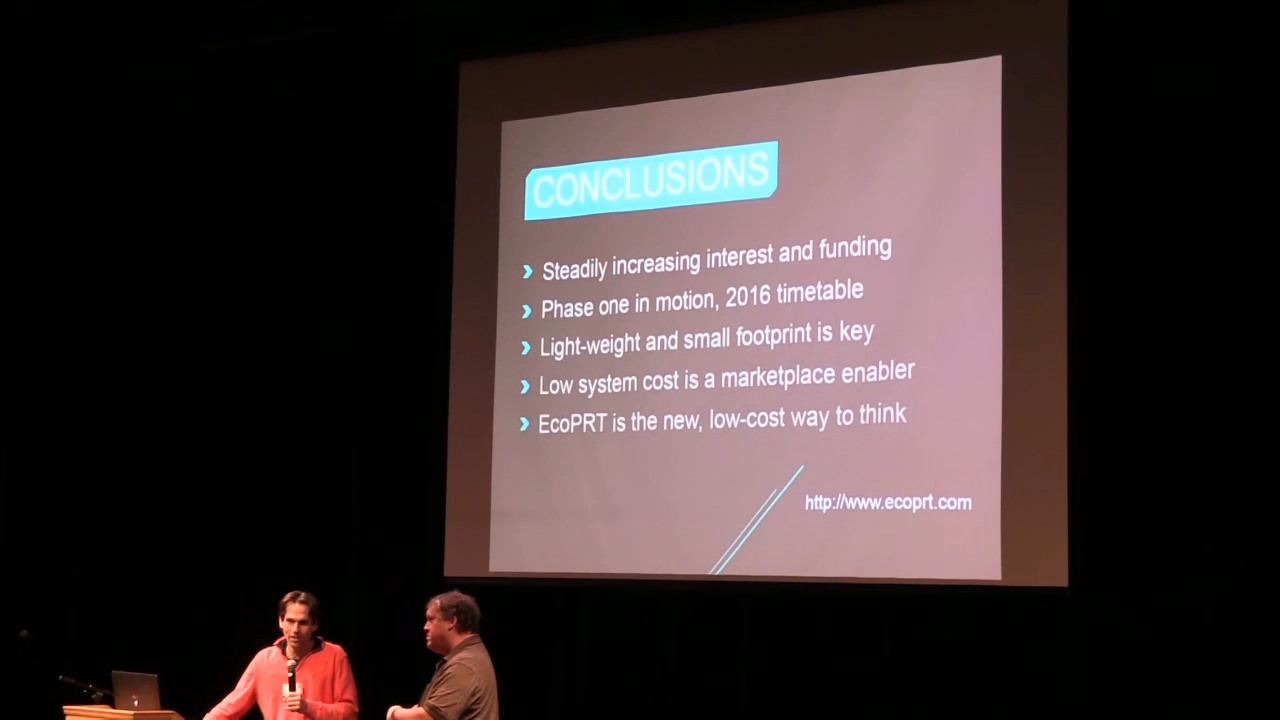 CONCLUSIONS
Steadily increasing interest and funding
Phase one in motion, 2016 timetable
Light-weight and small footprint is key
Low system cost is a marketplace enabler
EcoPRT is the new, low-cost way to think
http://www.ecoprt.com